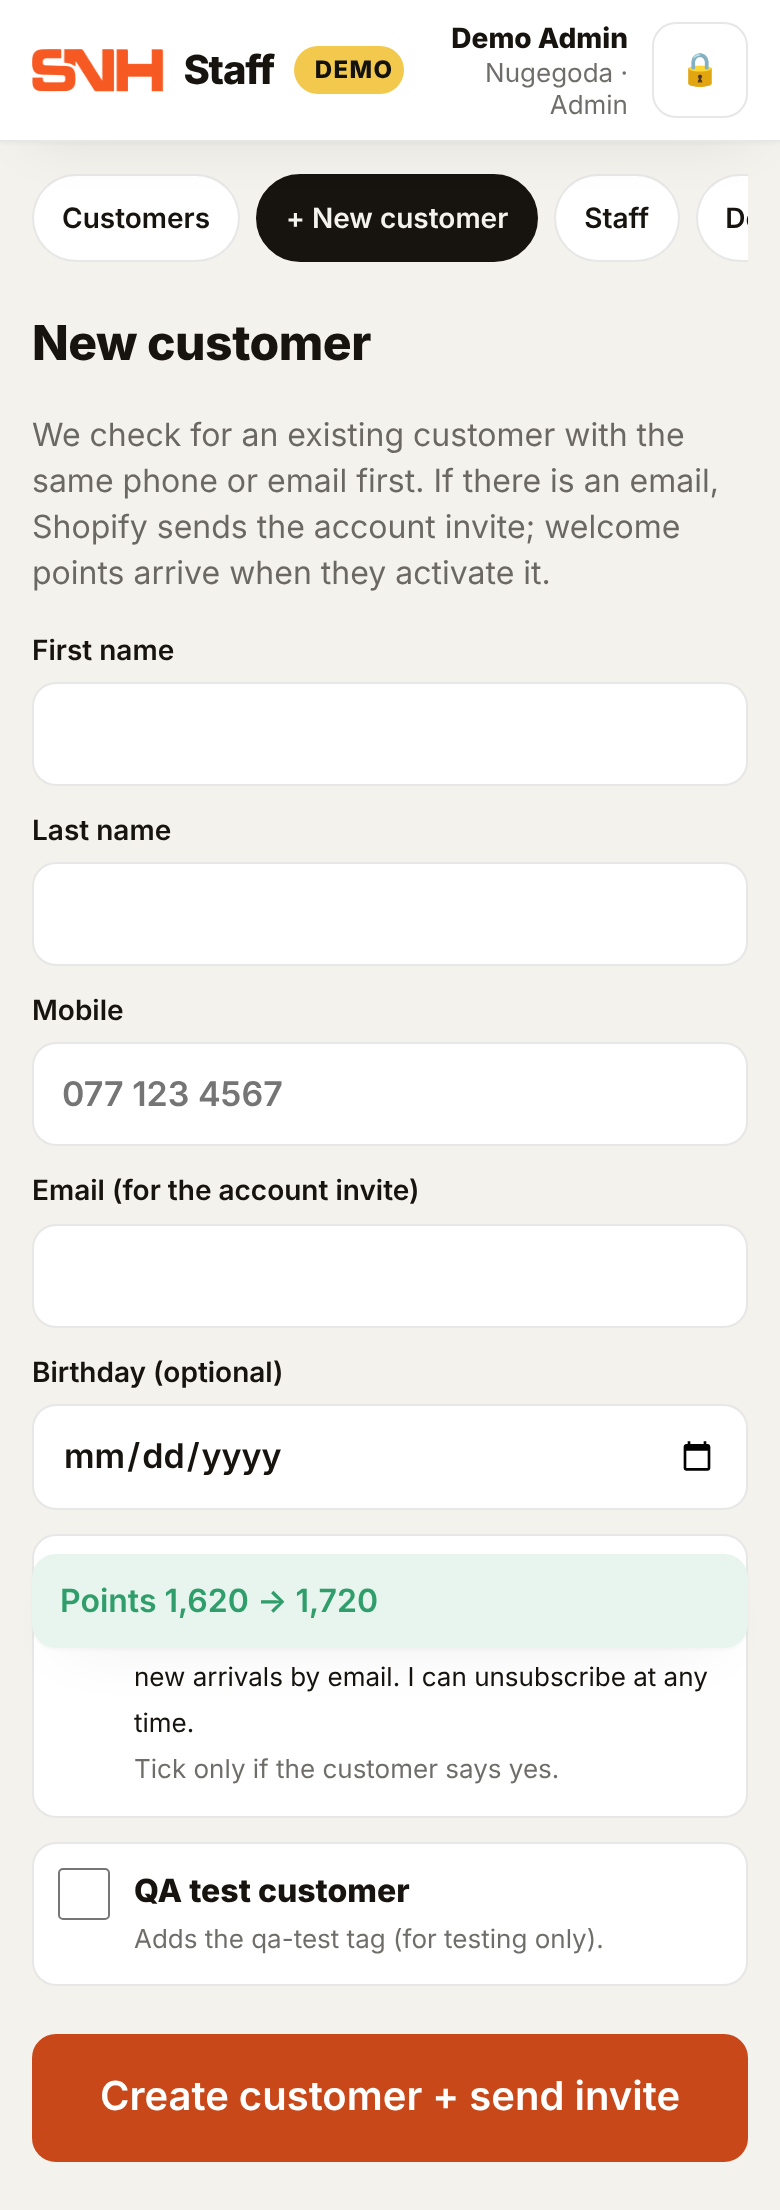 SNH Staff DEMO
Demo Admin
Nugegoda ·
Admin
Customers
+ New customer
Staff
New customer
We check for an existing customer with the
same phone or email first. If there is an email,
Shopify sends the account invite; welcome
points arrive when they activate it.
First name
Last name
Mobile
077 123 4567
Email (for the account invite)
Birthday (optional)
mm/dd/yyyy
Points 1,620 → 1,720
new arrivals by email. I can unsubscribe at any
time.
Tick only if the customer says yes.
QA test customer
Adds the qa-test tag (for testing only).
Create customer + send invite